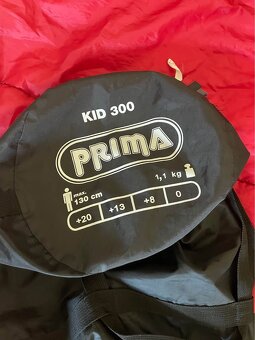 KID 300
PRIMA
max.
130 cm
1,1 kg
+20 +13 +8 0